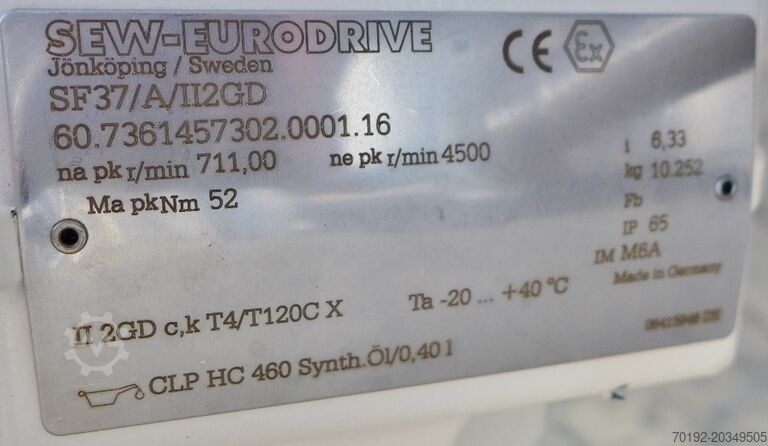 SEW-EURODRIVE
CE Ex
Jönköping / Sweden
SF37/A/II2GD
60.7361457302.0001.16
na pk r/min 711,00 ne pk r/min 4500
i 6,33
kg 10.252
Ma pk Nm 52
Fb
IP 65
IM M6A
Made in Germany
II 2GD c,k T4/T120C X
Ta -20 ... +40 °C
CLP HC 460 Synth.Öl/0,40 l
70192-20349505